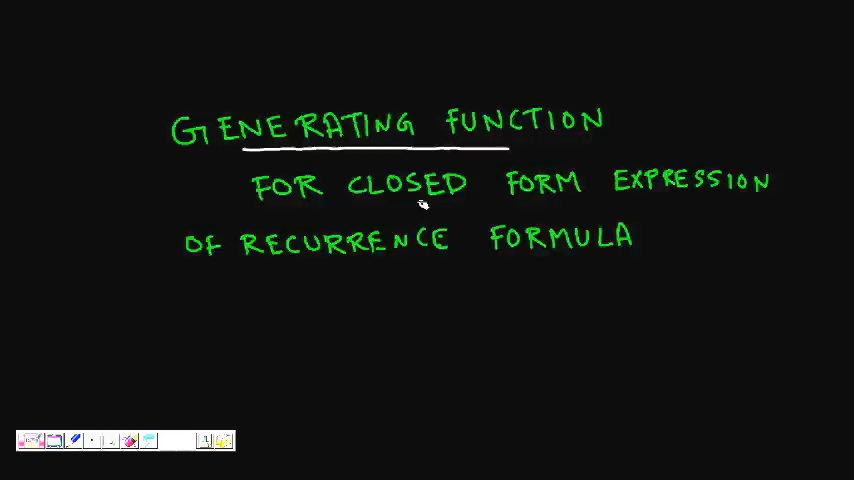 GENERATING FUNCTION
FOR CLOSED FORM EXPRESSION
OF RECURRENCE FORMULA